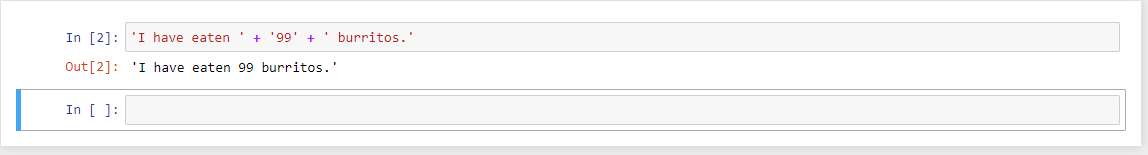 In [2]: 'I have eaten ' + '99' + ' burritos.'
Out[2]: 'I have eaten 99 burritos.'
In [ ]: